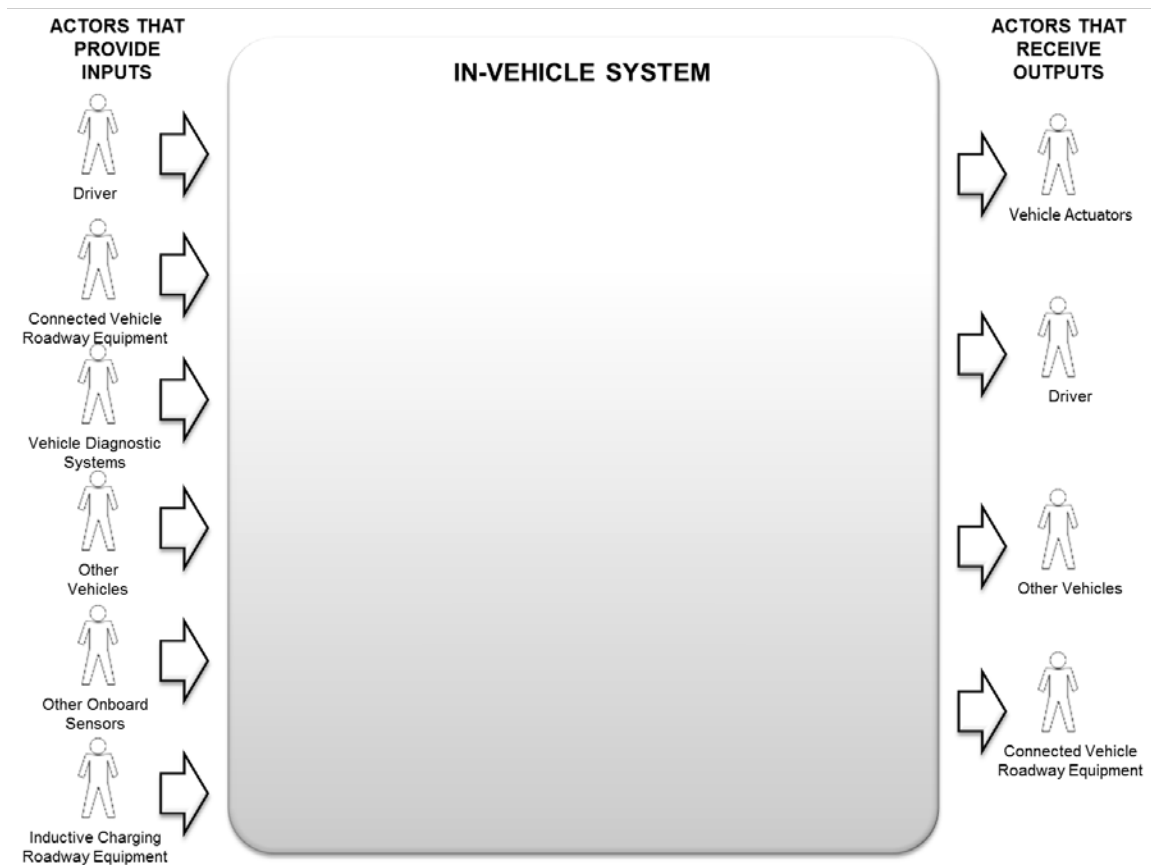 ACTORS THAT
PROVIDE
INPUTS
IN-VEHICLE SYSTEM
ACTORS THAT
RECEIVE
OUTPUTS
Driver
Connected Vehicle
Roadway Equipment
Vehicle Diagnostic
Systems
Other
Vehicles
Other Onboard
Sensors
Inductive Charging
Roadway Equipment
Vehicle Actuators
Driver
Other Vehicles
Connected Vehicle
Roadway Equipment